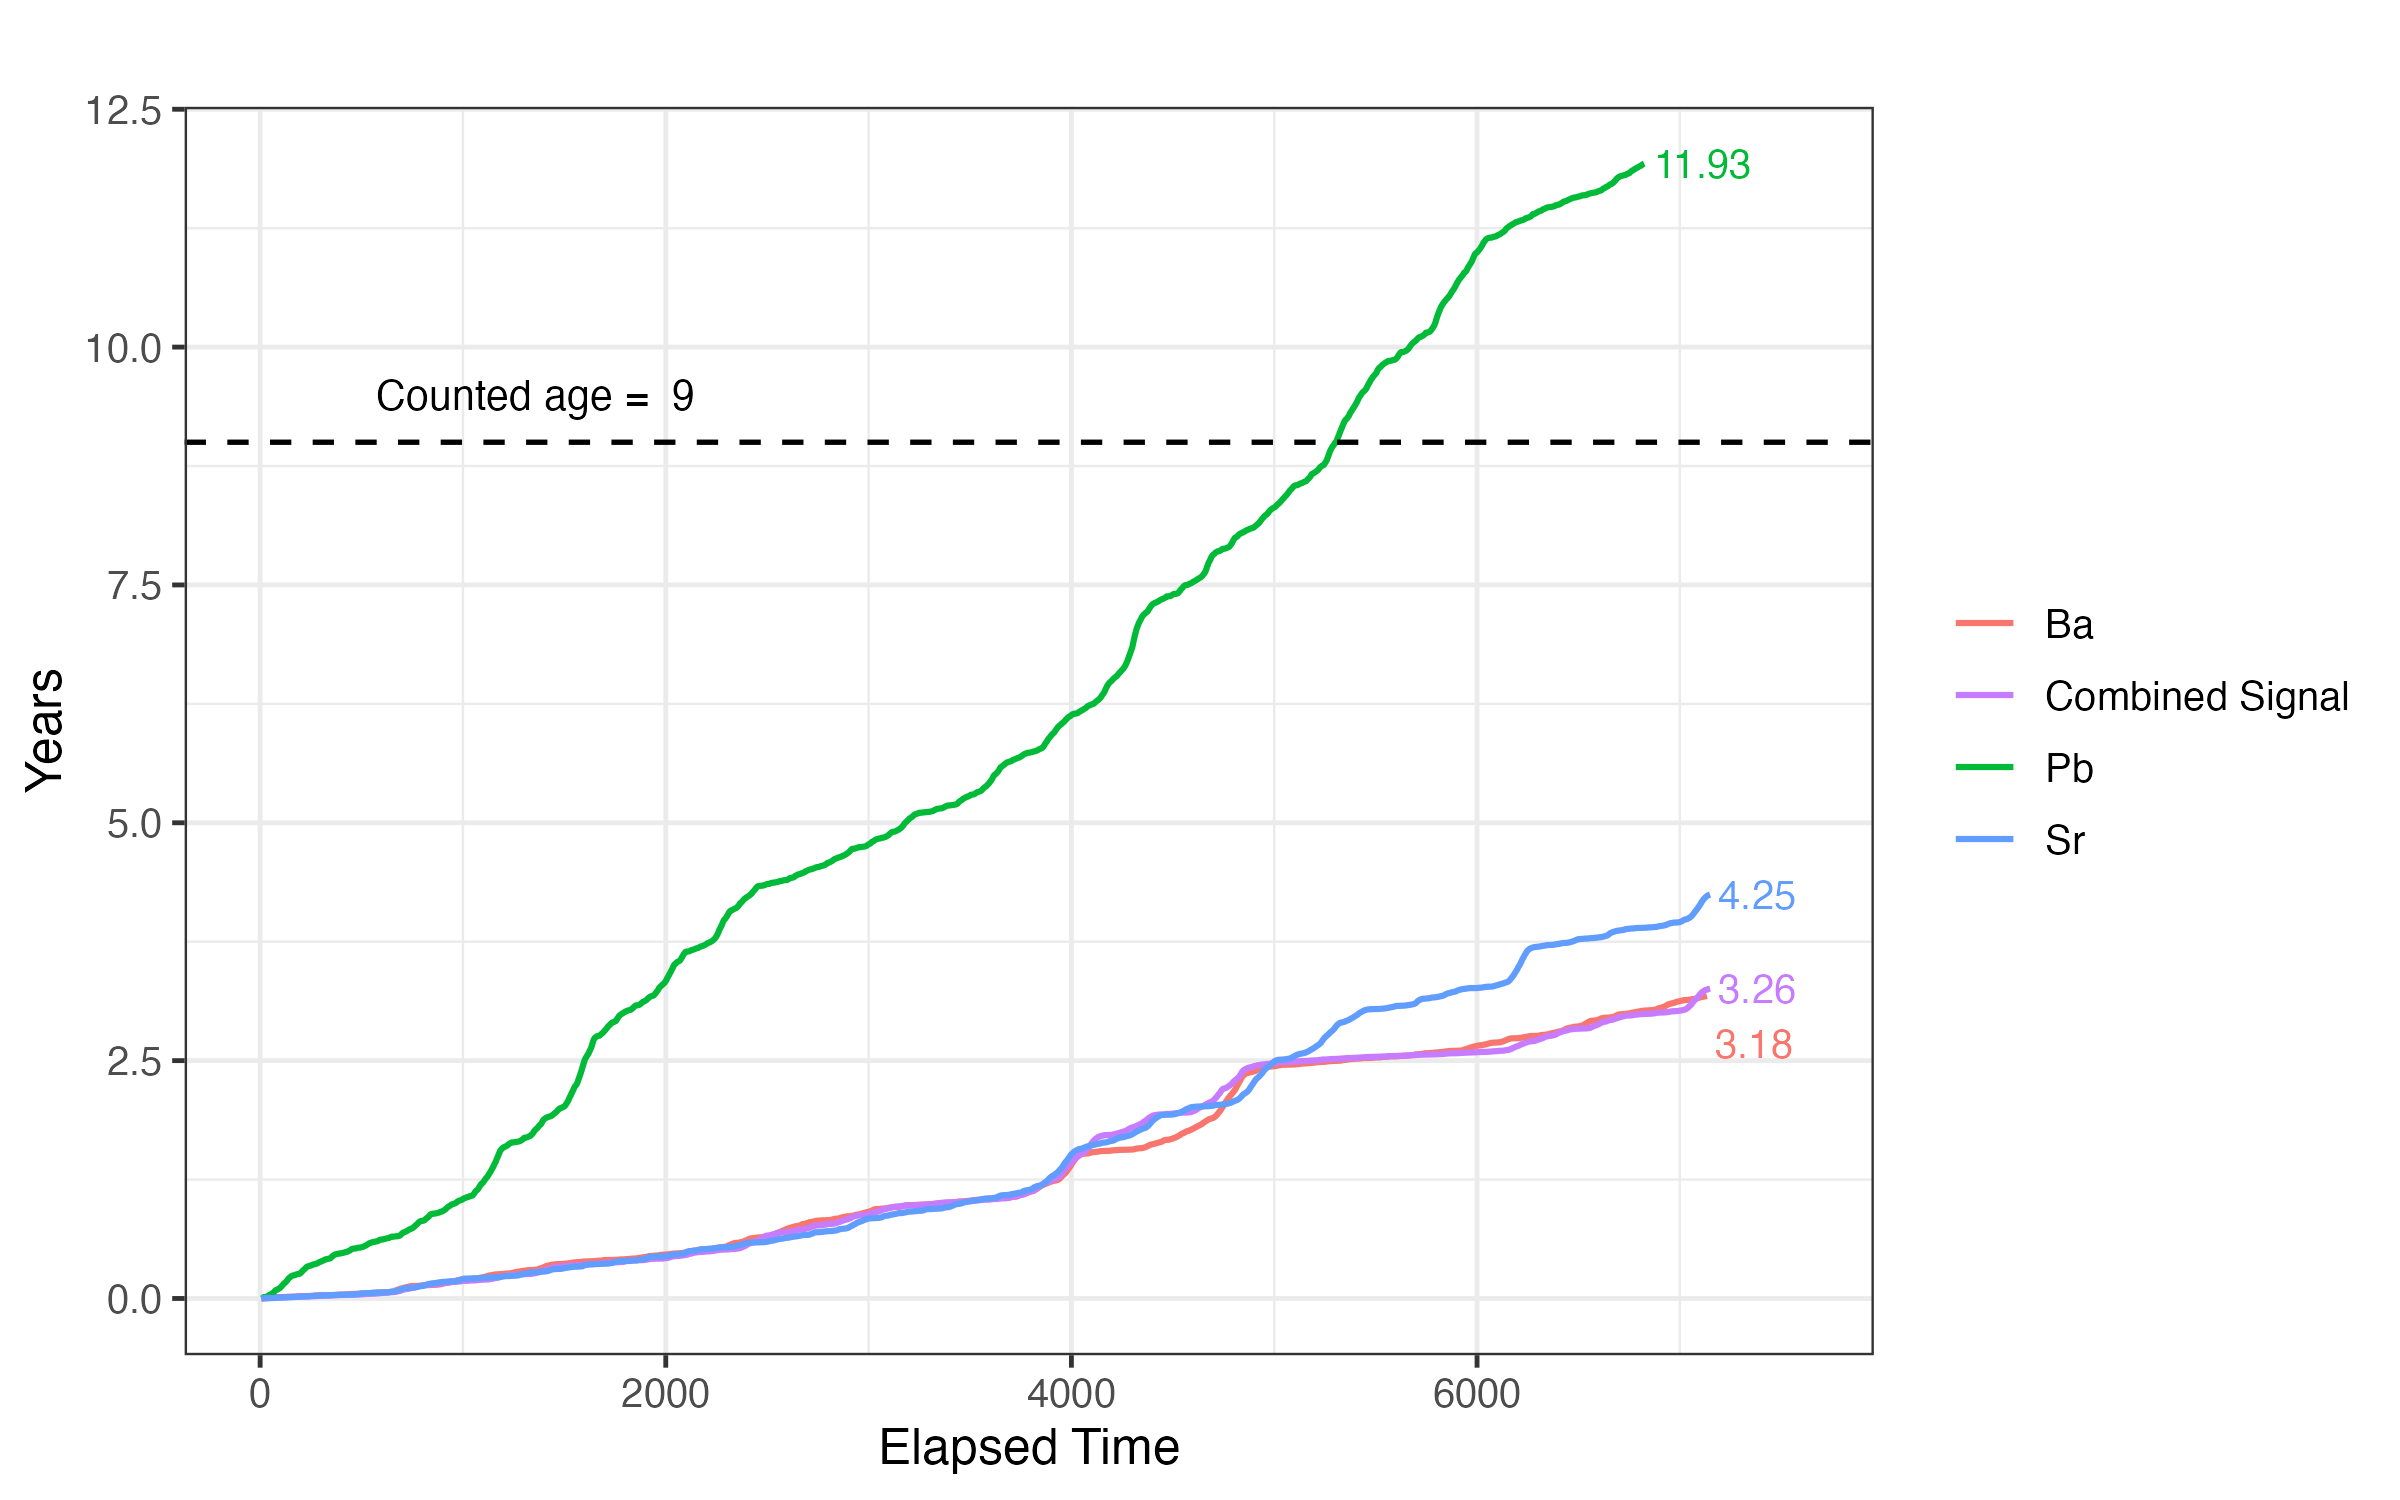 12.5
11.93
10.0
Counted age =  9
7.5
Ba
Combined Signal
Years
Pb
5.0
Sr
4.25
3.26
2.5
3.18
0.0
0
2000
4000
6000
Elapsed Time